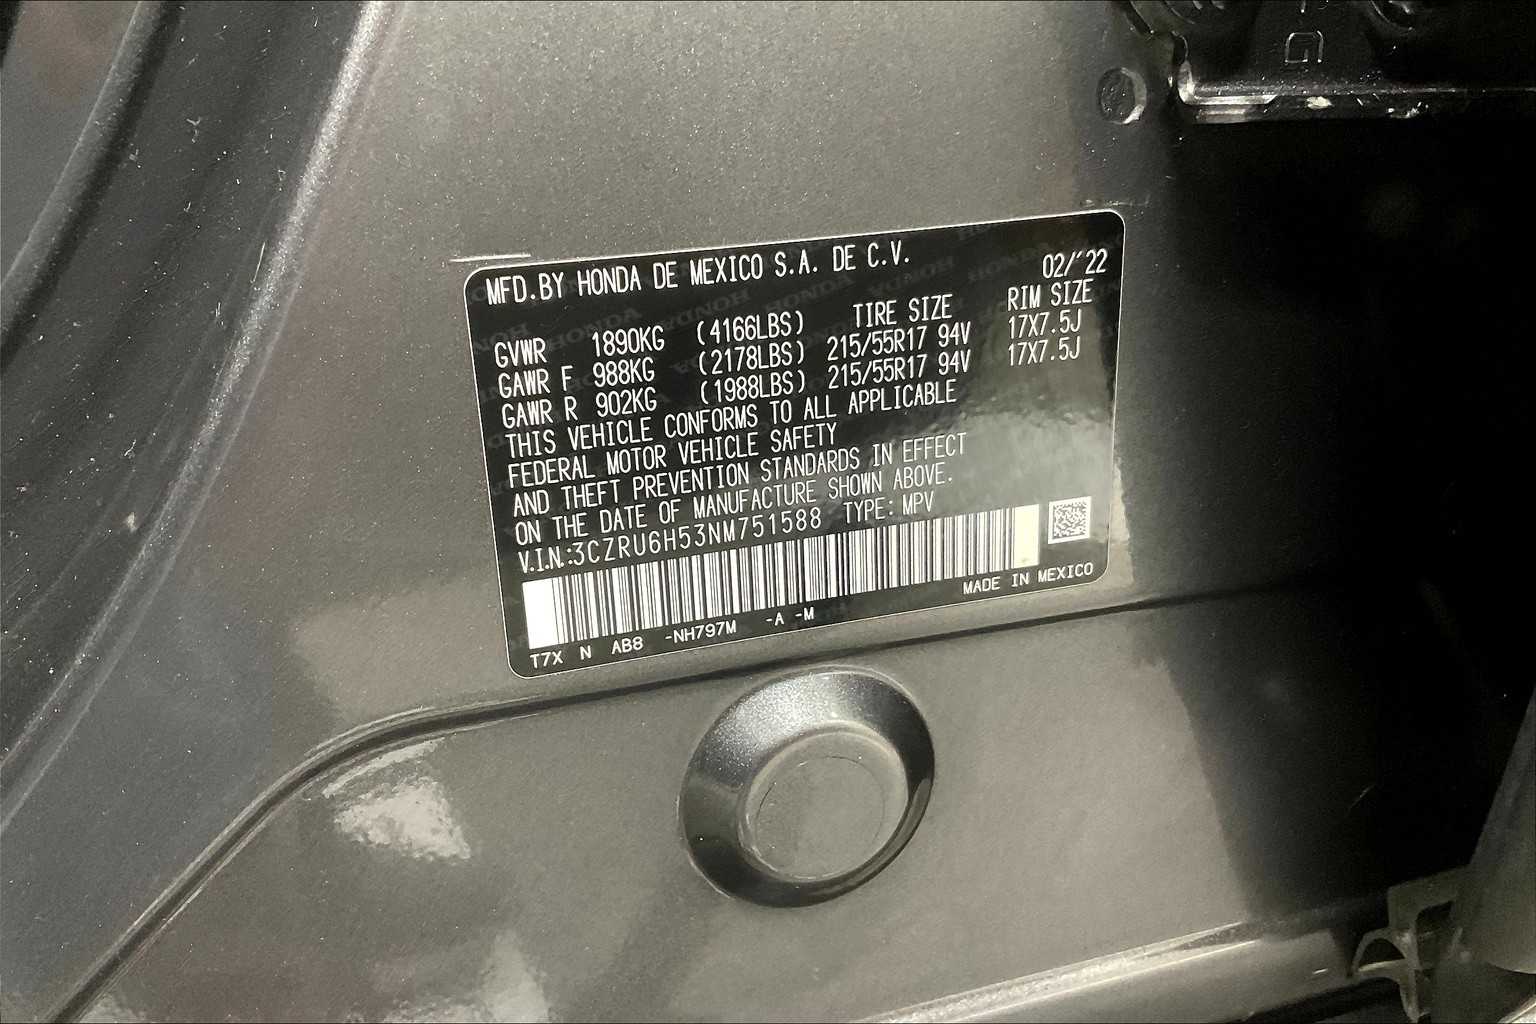 MFD.BY HONDA DE MEXICO S.A. DE C.V.
02/'22
TIRE SIZE RIM SIZE
GVWR 1890KG (4166LBS)
GAWR F 988KG (2178LBS) 215/55R17 94V 17X7.5J
GAWR R 902KG (1988LBS) 215/55R17 94V 17X7.5J
THIS VEHICLE CONFORMS TO ALL APPLICABLE
FEDERAL MOTOR VEHICLE SAFETY
AND THEFT PREVENTION STANDARDS IN EFFECT
ON THE DATE OF MANUFACTURE SHOWN ABOVE.
V.I.N.:3CZRU6H53NM751588 TYPE: MPV
MADE IN MEXICO
T7X N AB8 -NH797M -A -M